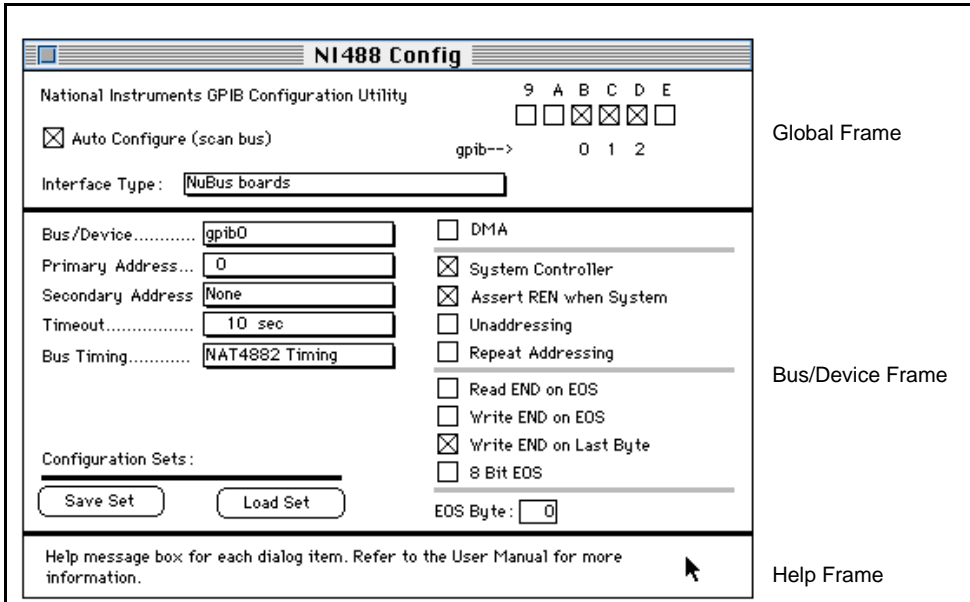 NI488 Config
National Instruments GPIB Configuration Utility
9 A B C D E
Auto Configure (scan bus)
gpib--> 0 1 2
Global Frame
Interface Type: NuBus boards
Bus/Device........... gpib0
Primary Address... 0
Secondary Address None
Timeout................ 10 sec
Bus Timing........... NAT4882 Timing
Configuration Sets:
Save Set
Load Set
DMA
System Controller
Assert REN when System
Unaddressing
Repeat Addressing
Read END on EOS
Write END on EOS
Write END on Last Byte
8 Bit EOS
EOS Byte: 0
Bus/Device Frame
Help message box for each dialog item. Refer to the User Manual for more
information.
Help Frame